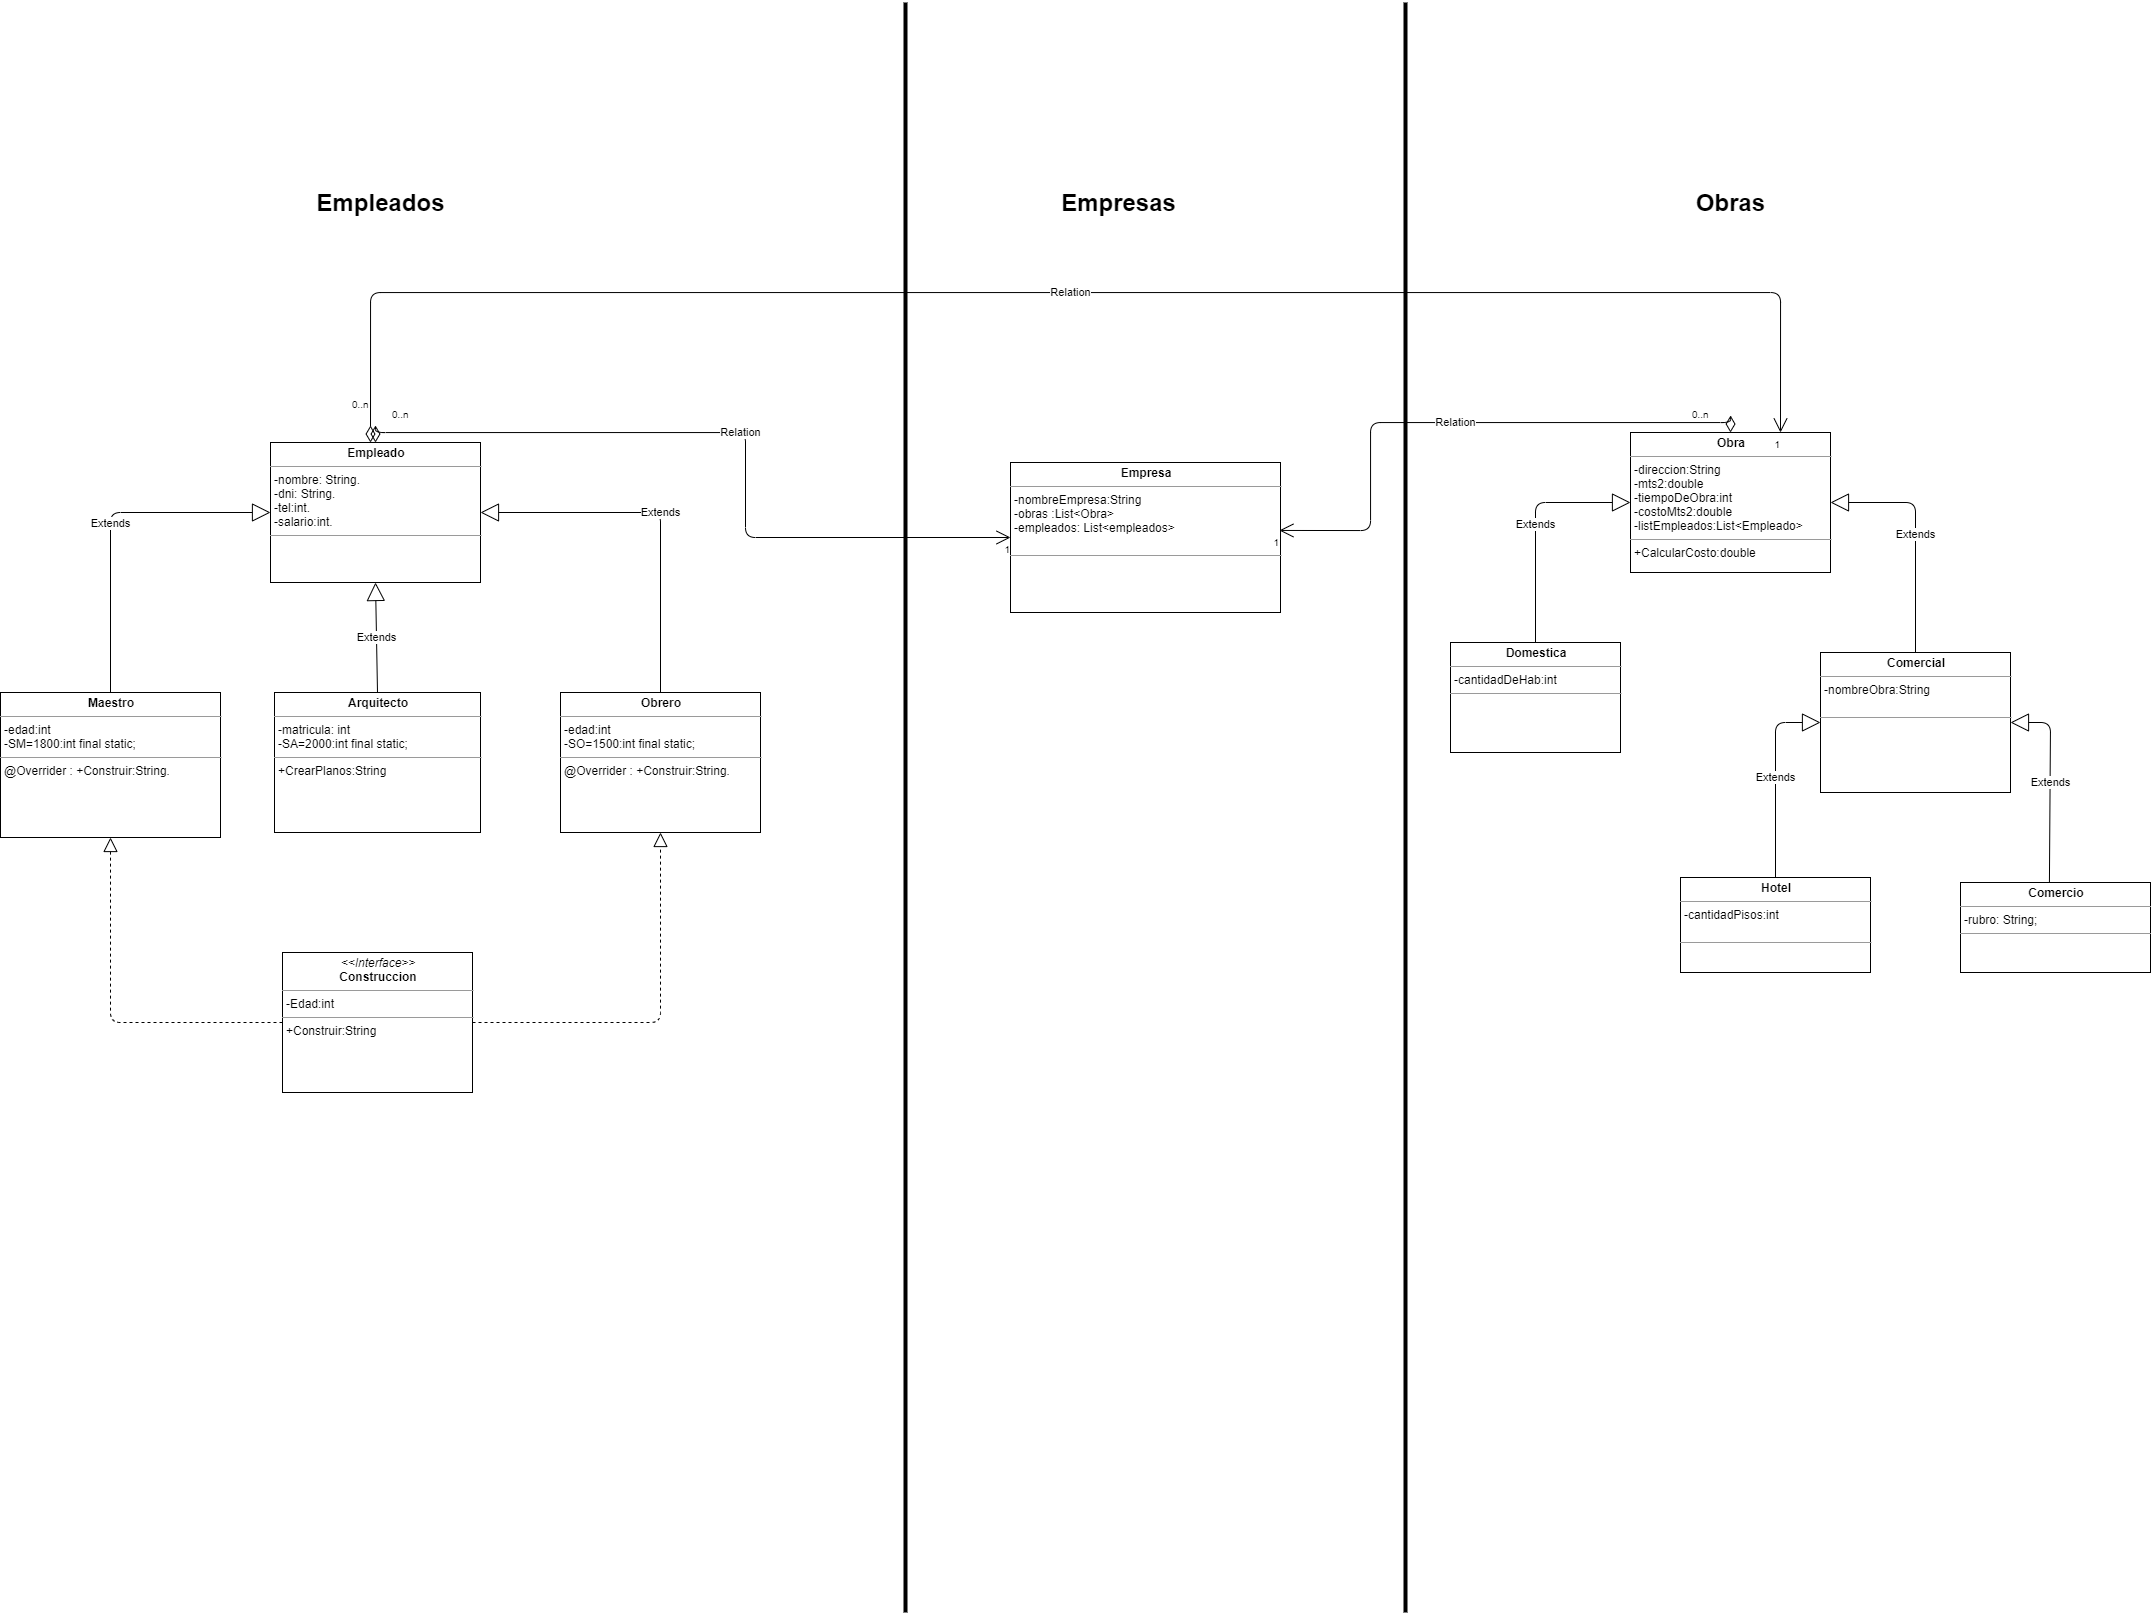 Empleados
Empresas
Obras
Relation
0..n
0..n
Relation
Relation
0..n
Empleado
-nombre: String.
-dni: String.
-tel:int.
-salario:int.
Extends
Extends
Extends
Maestro
-edad:int
-SM=1800:int final static;
@Overrider : +Construir:String.
Arquitecto
-matricula: int
-SA=2000:int final static;
+CrearPlanos:String
Obrero
-edad:int
-SO=1500:int final static;
@Overrider : +Construir:String.
<<Interface>>
Construccion
-Edad:int
+Construir:String
Empresa
-nombreEmpresa:String
-obras :List<Obra>
-empleados: List<empleados>
1
1
Obra
1
-direccion:String
-mts2:double
-tiempoDeObra:int
-costoMts2:double
-listEmpleados:List<Empleado>
+CalcularCosto:double
Extends
Extends
Domestica
-cantidadDeHab:int
Comercial
-nombreObra:String
Extends
Extends
Hotel
-cantidadPisos:int
Comercio
-rubro: String;